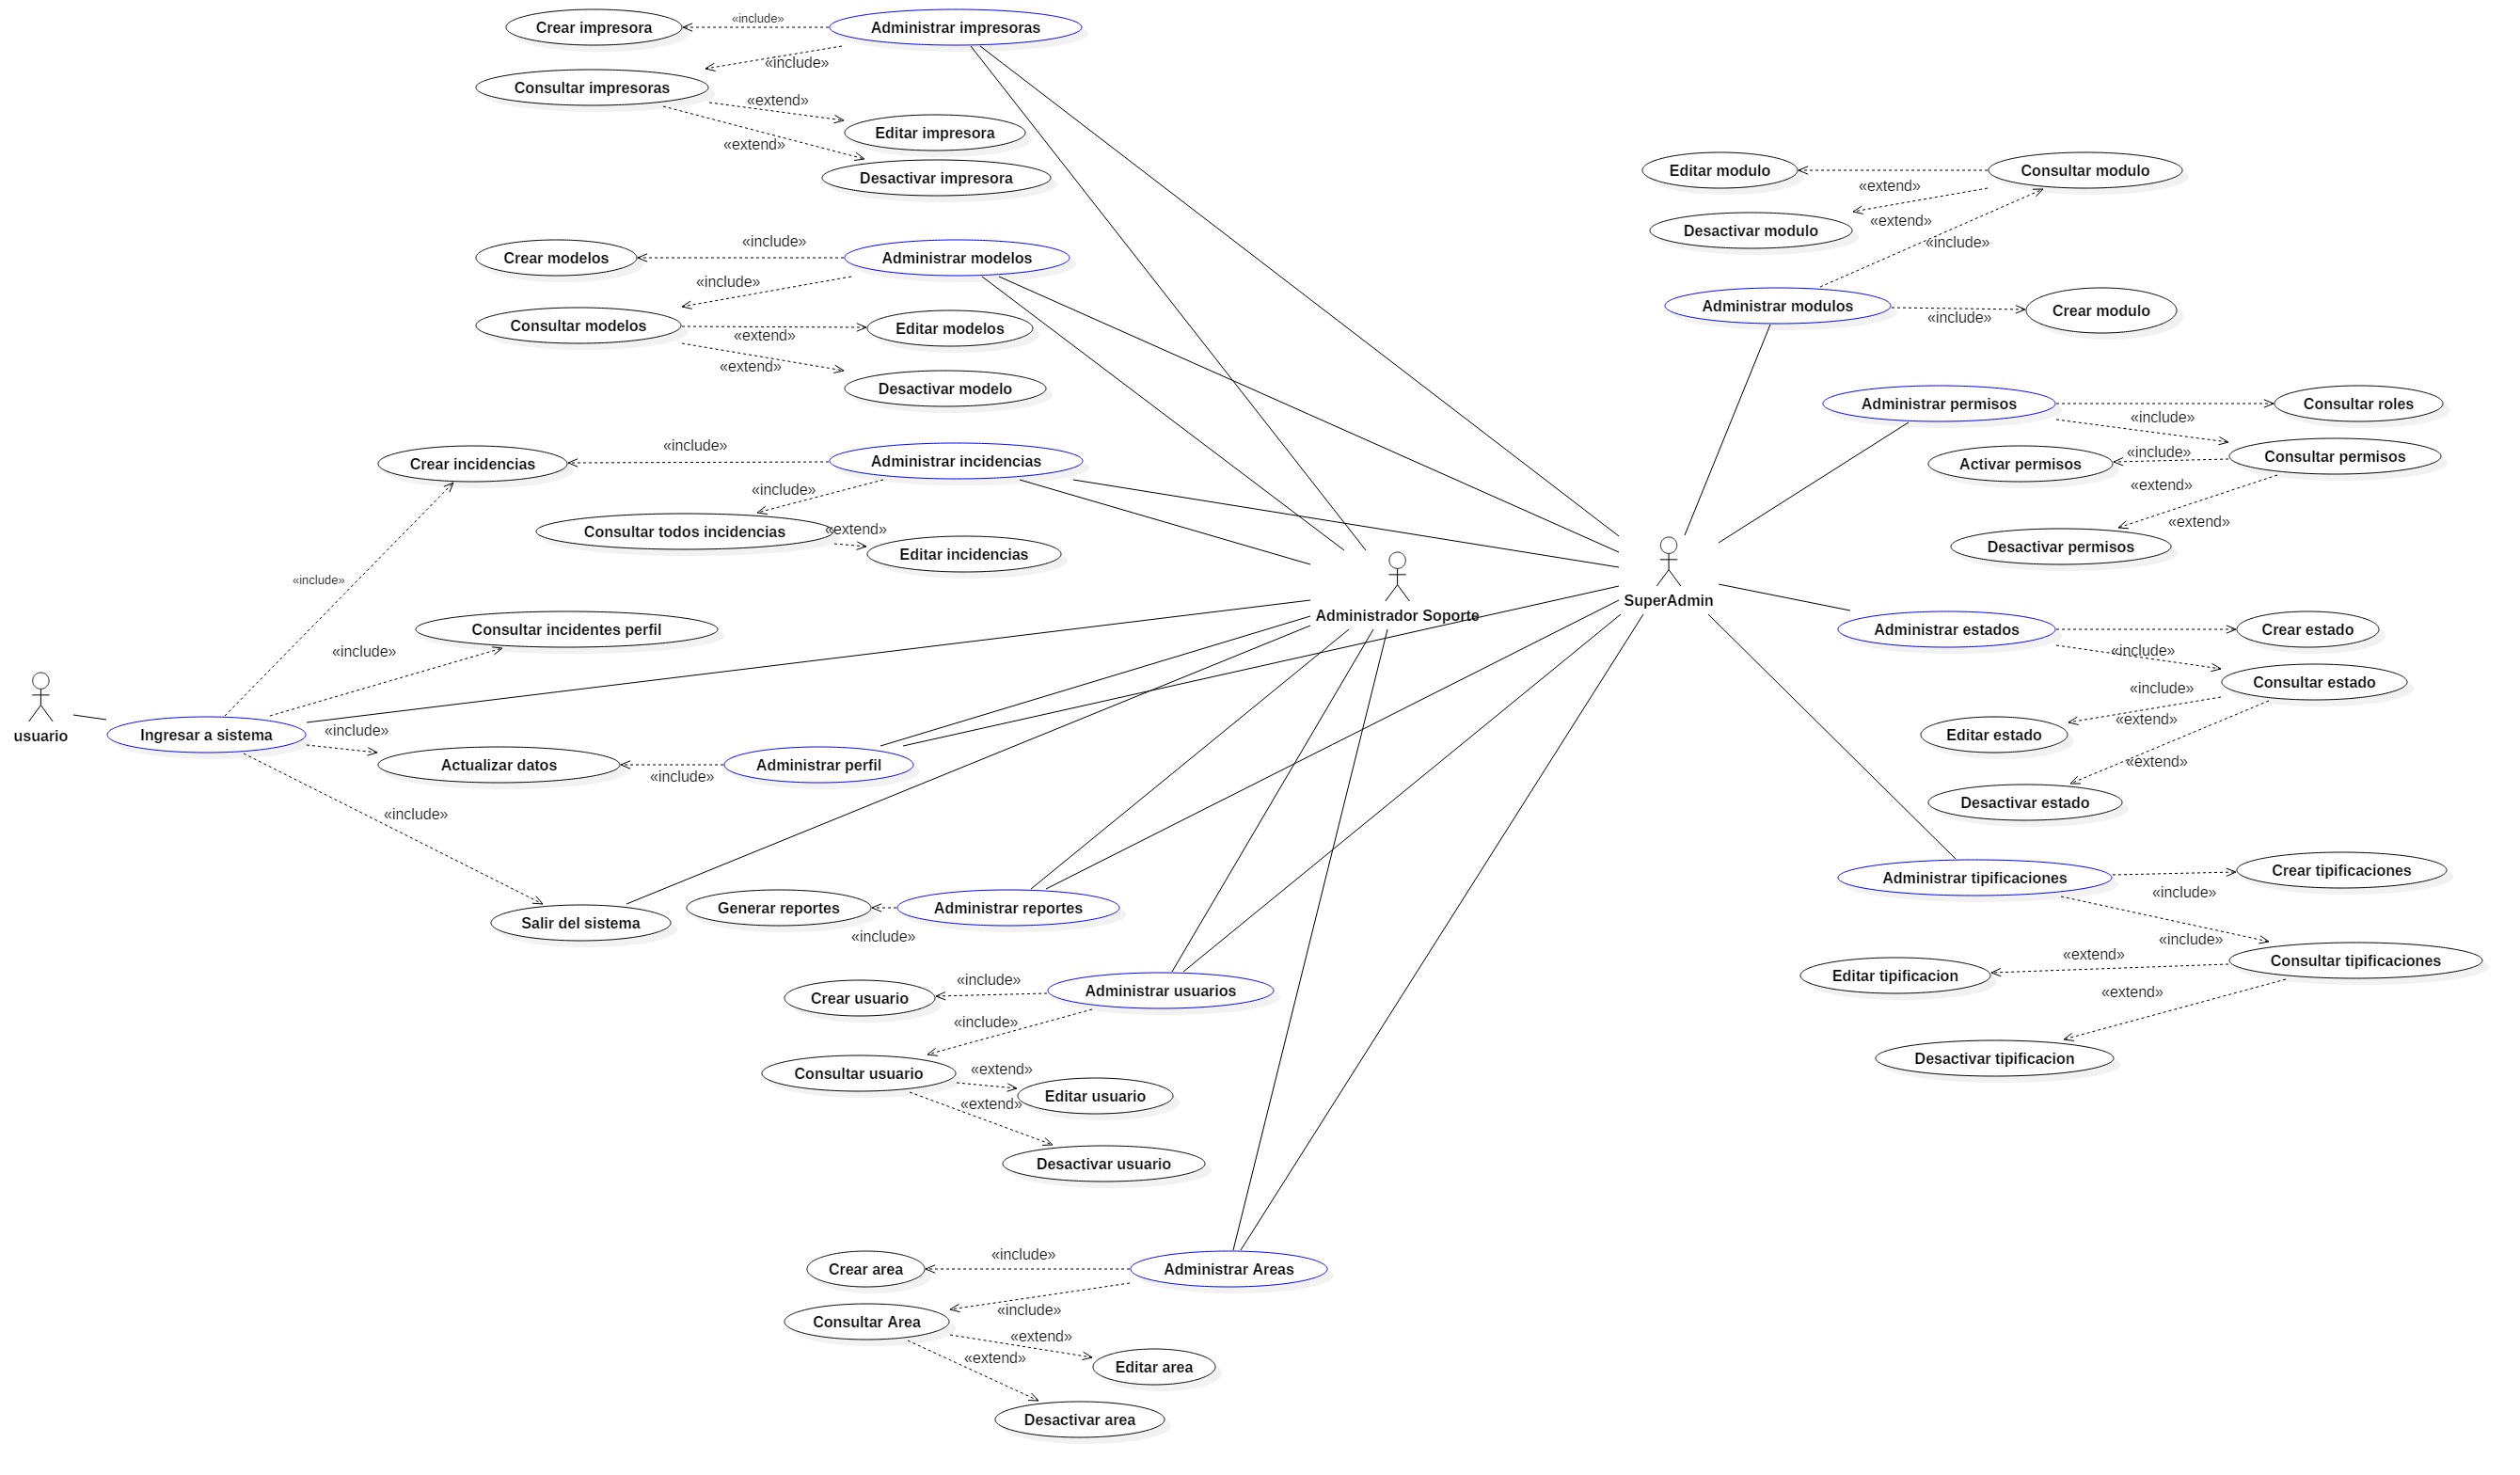 Crear impresora
«include»
Administrar impresoras
«include»
Consultar impresoras
«extend»
Editar impresora
«extend»
Desactivar impresora
Editar modulo
Consultar modulo
«extend»
Desactivar modulo
«extend»
«include»
Crear modelos
«include»
Administrar modelos
«include»
Consultar modelos
«extend»
Editar modelos
«extend»
Desactivar modelo
Administrar modulos
«include»
Crear modulo
Administrar permisos
Consultar roles
«include»
Activar permisos
«include»
Consultar permisos
«extend»
«extend»
Desactivar permisos
Crear incidencias
«include»
Administrar incidencias
«include»
Consultar todos incidencias
«extend»
Editar incidencias
«include»
Administrador Soporte
SuperAdmin
Consultar incidentes perfil
«include»
usuario
Ingresar a sistema
«include»
Actualizar datos
«include»
Administrar perfil
«include»
Salir del sistema
Administrar estados
Crear estado
«include»
Consultar estado
«include»
«extend»
Editar estado
«extend»
Desactivar estado
Generar reportes
Administrar reportes
«include»
Administrar tipificaciones
Crear tipificaciones
«include»
«include»
Consultar tipificaciones
«extend»
Editar tipificacion
«extend»
Desactivar tipificacion
Crear usuario
«include»
Administrar usuarios
«include»
Consultar usuario
«extend»
Editar usuario
«extend»
Desactivar usuario
Crear area
«include»
Administrar Areas
«include»
Consultar Area
«extend»
Editar area
«extend»
Desactivar area